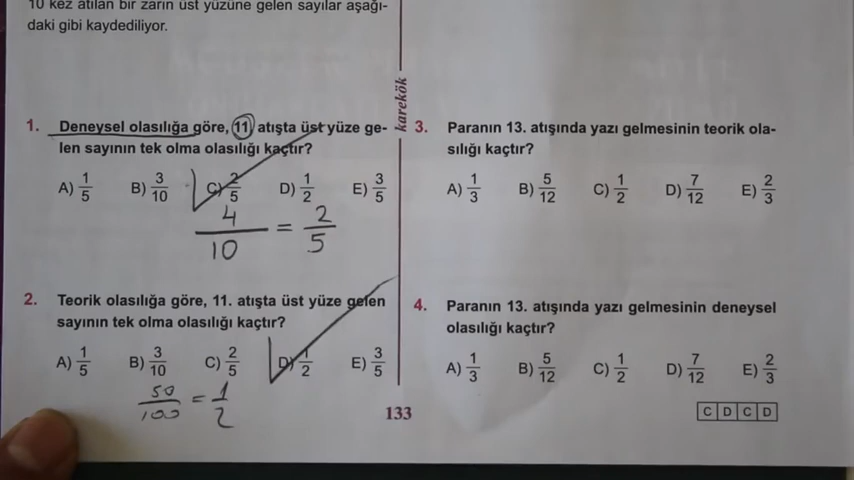 10 kez atılan bir zarın üst yüzüne gelen sayılar aşağı-
daki gibi kaydediliyor.
1. Deneysel olasılığa göre, 11 atışta üst yüze ge-
len sayının tek olma olasılığı kaçtır?
A) 1/5 B) 3/10 C) 2/5 D) 1/2 E) 3/5
4/10 = 2/5
2. Teorik olasılığa göre, 11. atışta üst yüze gelen
sayının tek olma olasılığı kaçtır?
A) 1/5 B) 3/10 C) 2/5 D) 1/2 E) 3/5
50/100 = 1/2
karekök
3. Paranın 13. atışında yazı gelmesinin teorik ola-
sılığı kaçtır?
A) 1/3 B) 5/12 C) 1/2 D) 7/12 E) 2/3
4. Paranın 13. atışında yazı gelmesinin deneysel
olasılığı kaçtır?
A) 1/3 B) 5/12 C) 1/2 D) 7/12 E) 2/3
133
C D C D